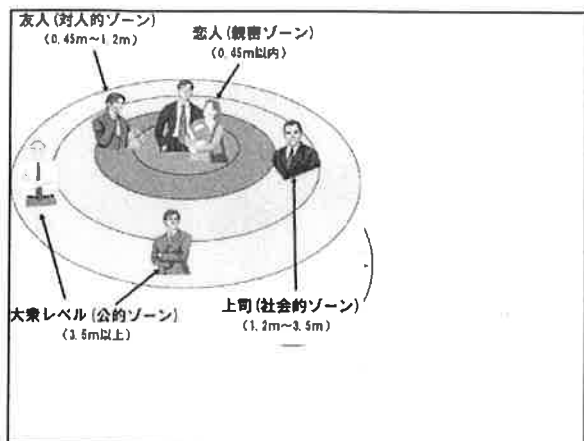 友人(対人的ゾーン)
(0.45m～1.2m)
恋人(親密ゾーン)
(0.45m以内)
大衆レベル(公的ゾーン)
(3.5m以上)
上司(社会的ゾーン)
(1.2m～3.5m)